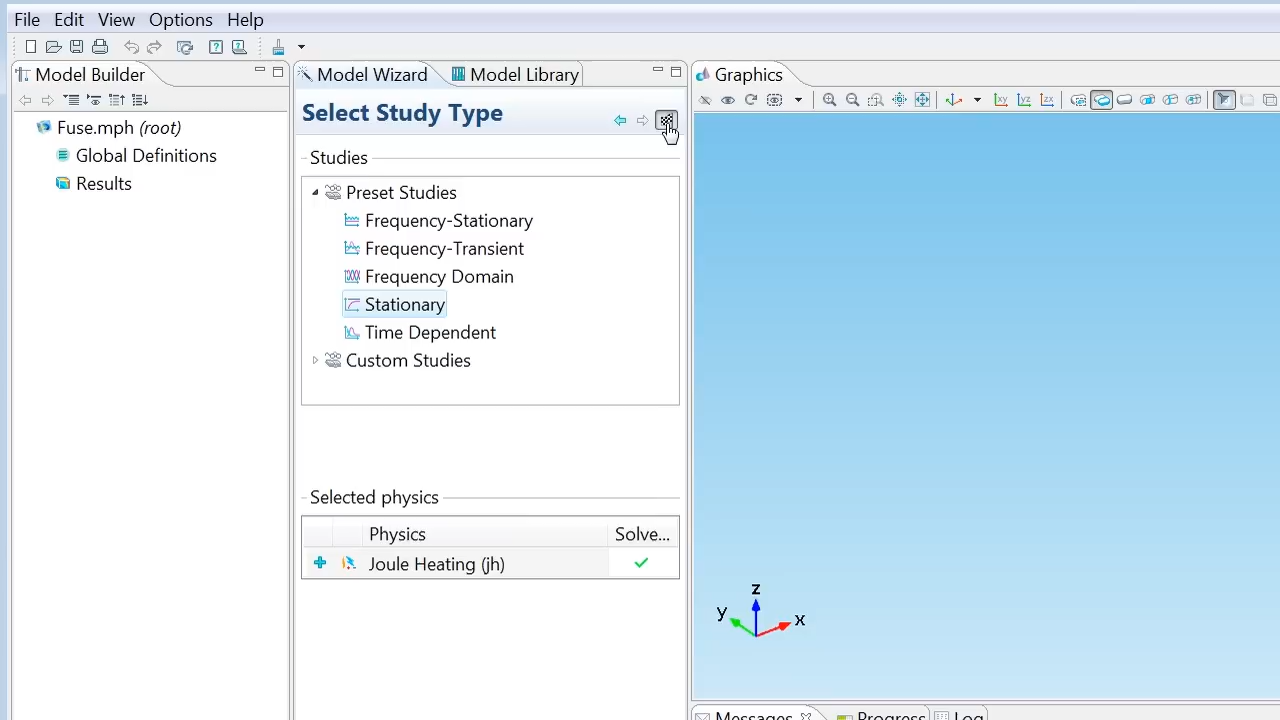 File Edit View Options Help
Model Builder
Model Wizard
Model Library
Graphics
Fuse.mph (root)
Global Definitions
Results
Select Study Type
Studies
Preset Studies
Frequency-Stationary
Frequency-Transient
Frequency Domain
Stationary
Time Dependent
Custom Studies
Selected physics
Physics Solve...
Joule Heating (jh)
z
y
x
Messages
Progress
Log